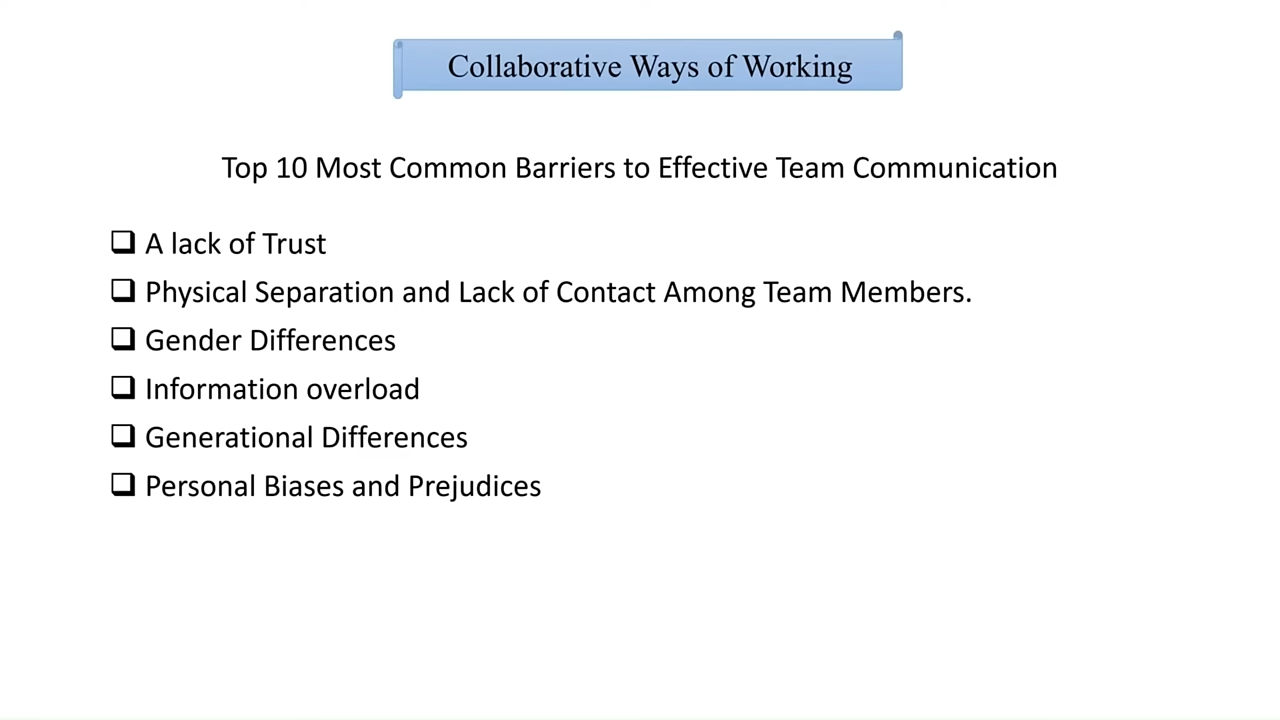 Collaborative Ways of Working
Top 10 Most Common Barriers to Effective Team Communication
❑ A lack of Trust
❑ Physical Separation and Lack of Contact Among Team Members.
❑ Gender Differences
❑ Information overload
❑ Generational Differences
❑ Personal Biases and Prejudices